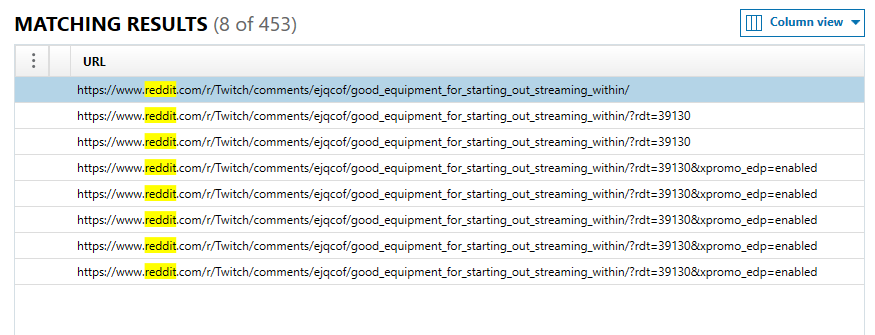 MATCHING RESULTS (8 of 453)
Column view
URL
https://www.reddit.com/r/Twitch/comments/ejqcof/good_equipment_for_starting_out_streaming_within/
https://www.reddit.com/r/Twitch/comments/ejqcof/good_equipment_for_starting_out_streaming_within/?rdt=39130
https://www.reddit.com/r/Twitch/comments/ejqcof/good_equipment_for_starting_out_streaming_within/?rdt=39130
https://www.reddit.com/r/Twitch/comments/ejqcof/good_equipment_for_starting_out_streaming_within/?rdt=39130&xpromo_edp=enabled
https://www.reddit.com/r/Twitch/comments/ejqcof/good_equipment_for_starting_out_streaming_within/?rdt=39130&xpromo_edp=enabled
https://www.reddit.com/r/Twitch/comments/ejqcof/good_equipment_for_starting_out_streaming_within/?rdt=39130&xpromo_edp=enabled
https://www.reddit.com/r/Twitch/comments/ejqcof/good_equipment_for_starting_out_streaming_within/?rdt=39130&xpromo_edp=enabled
https://www.reddit.com/r/Twitch/comments/ejqcof/good_equipment_for_starting_out_streaming_within/?rdt=39130&xpromo_edp=enabled